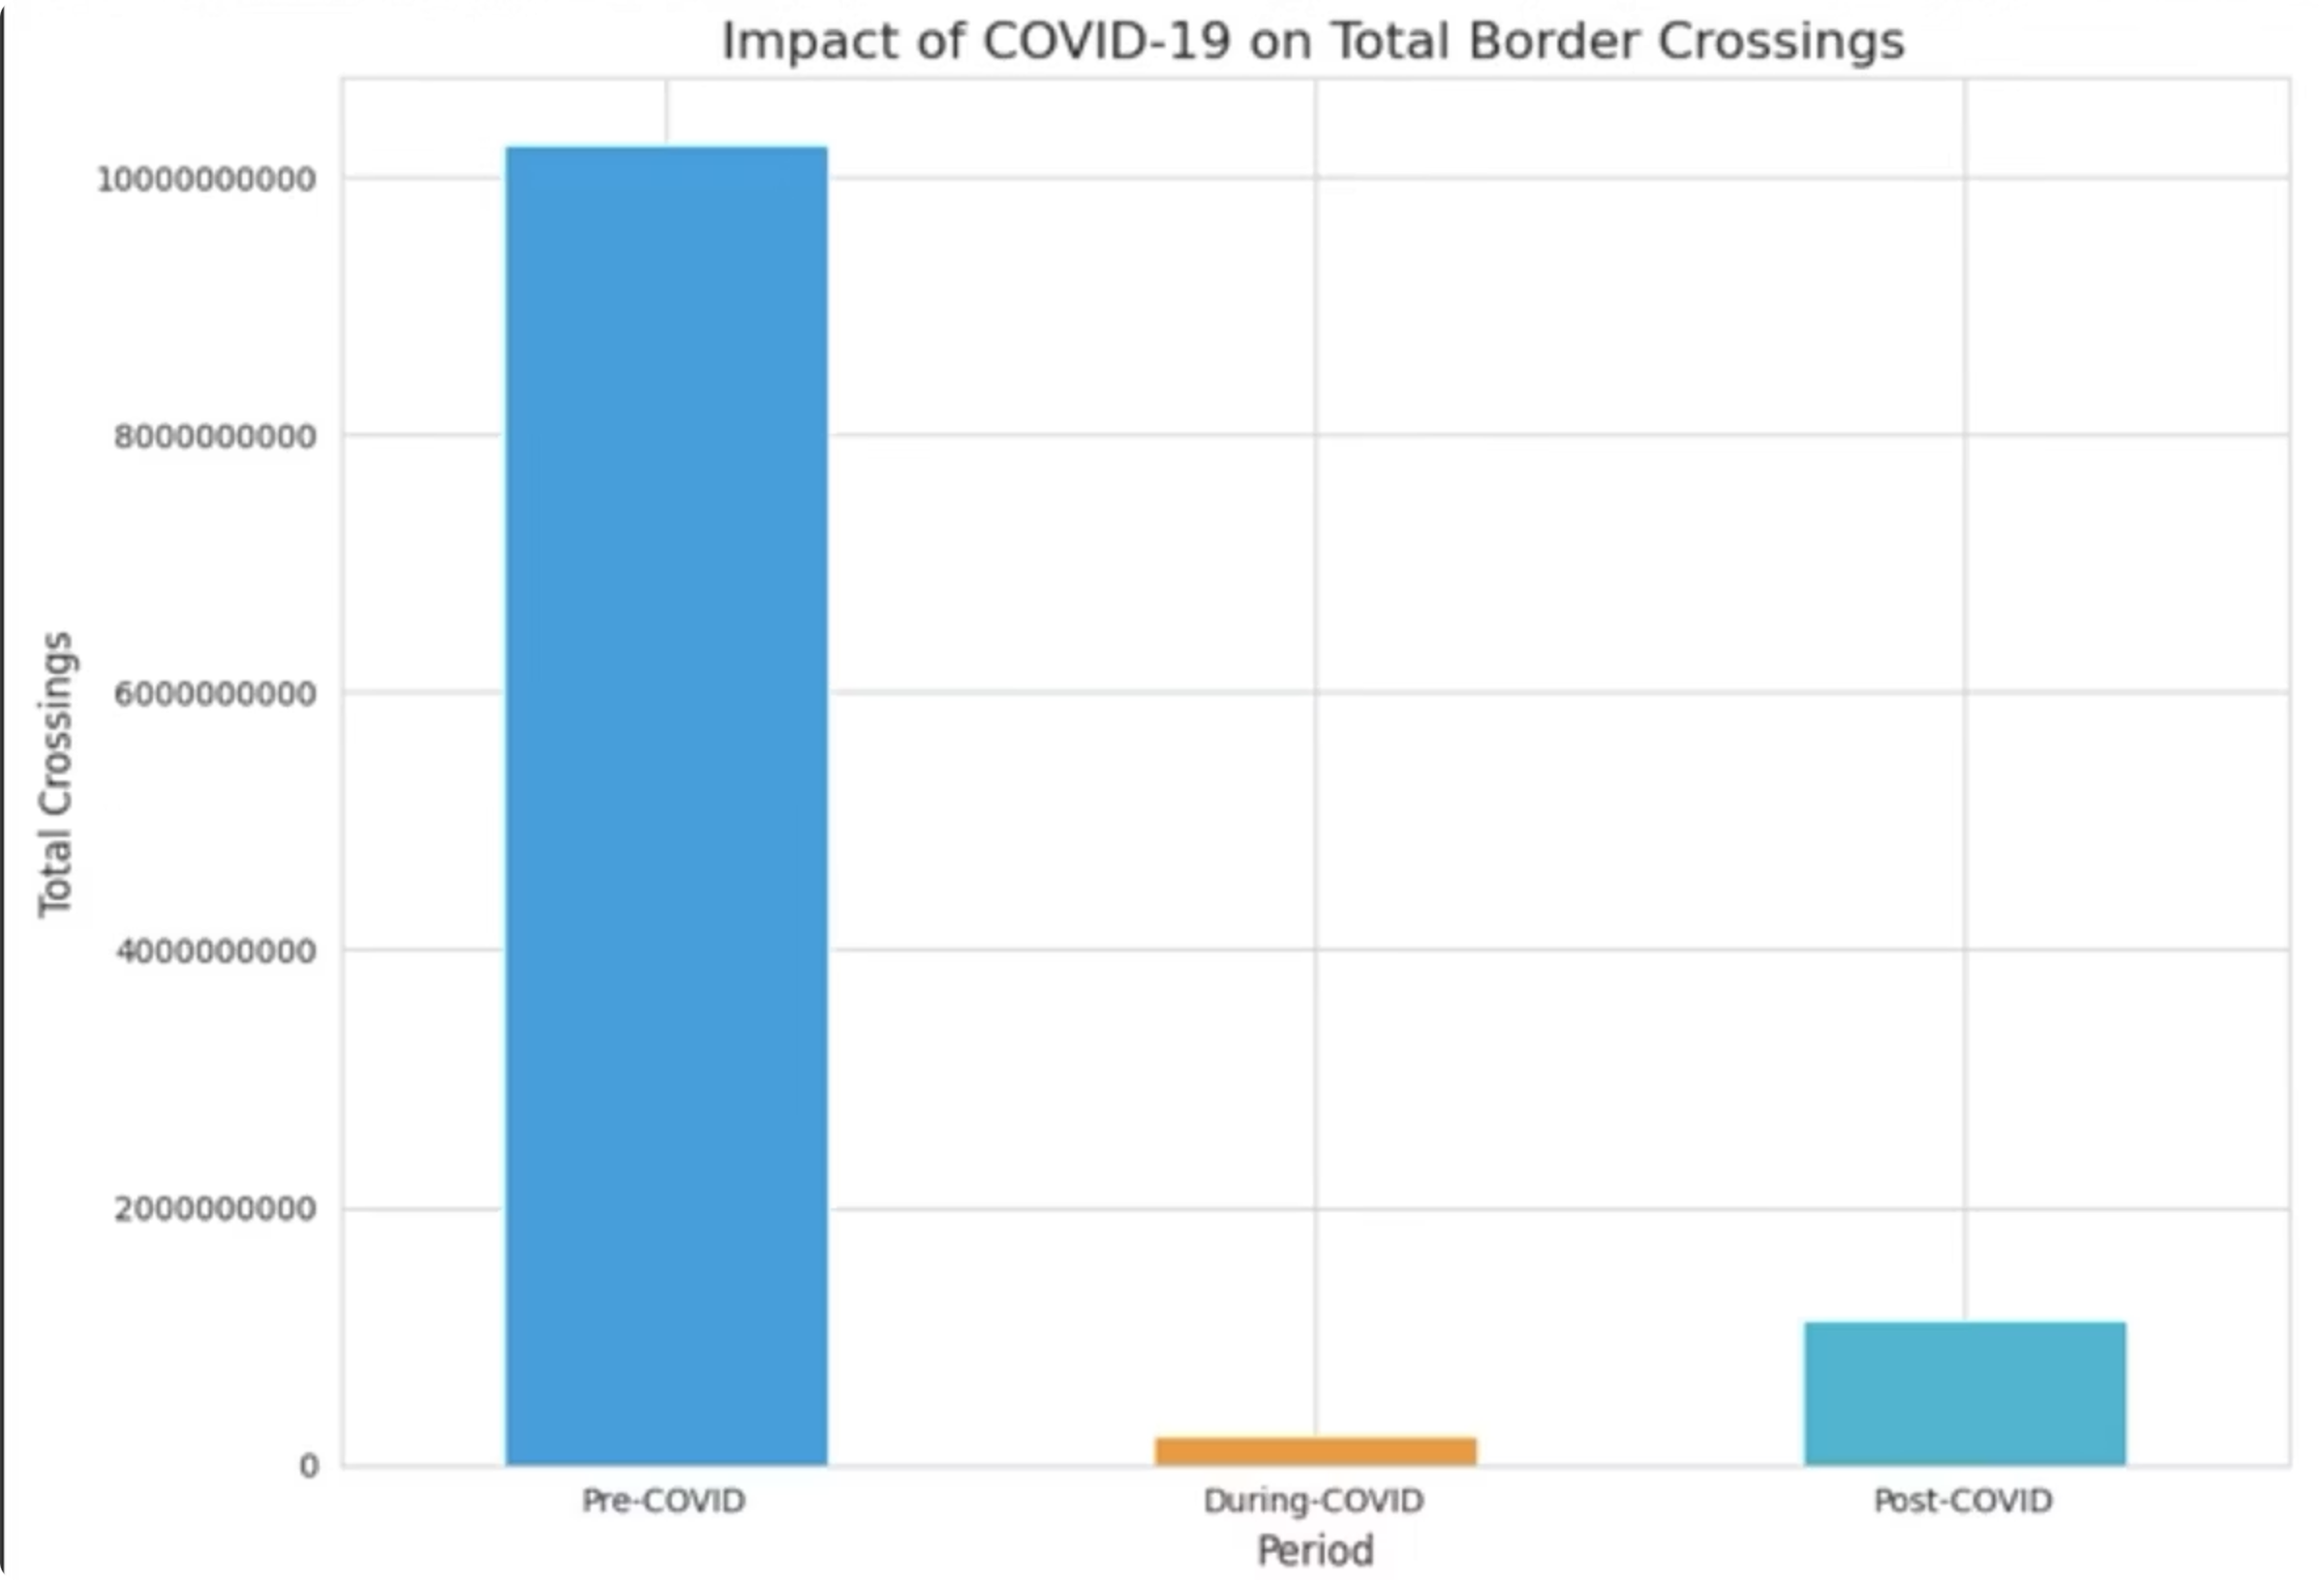 Impact of COVID-19 on Total Border Crossings
10000000000
8000000000
6000000000
4000000000
2000000000
0
Total Crossings
Pre-COVID During-COVID Post-COVID
Period